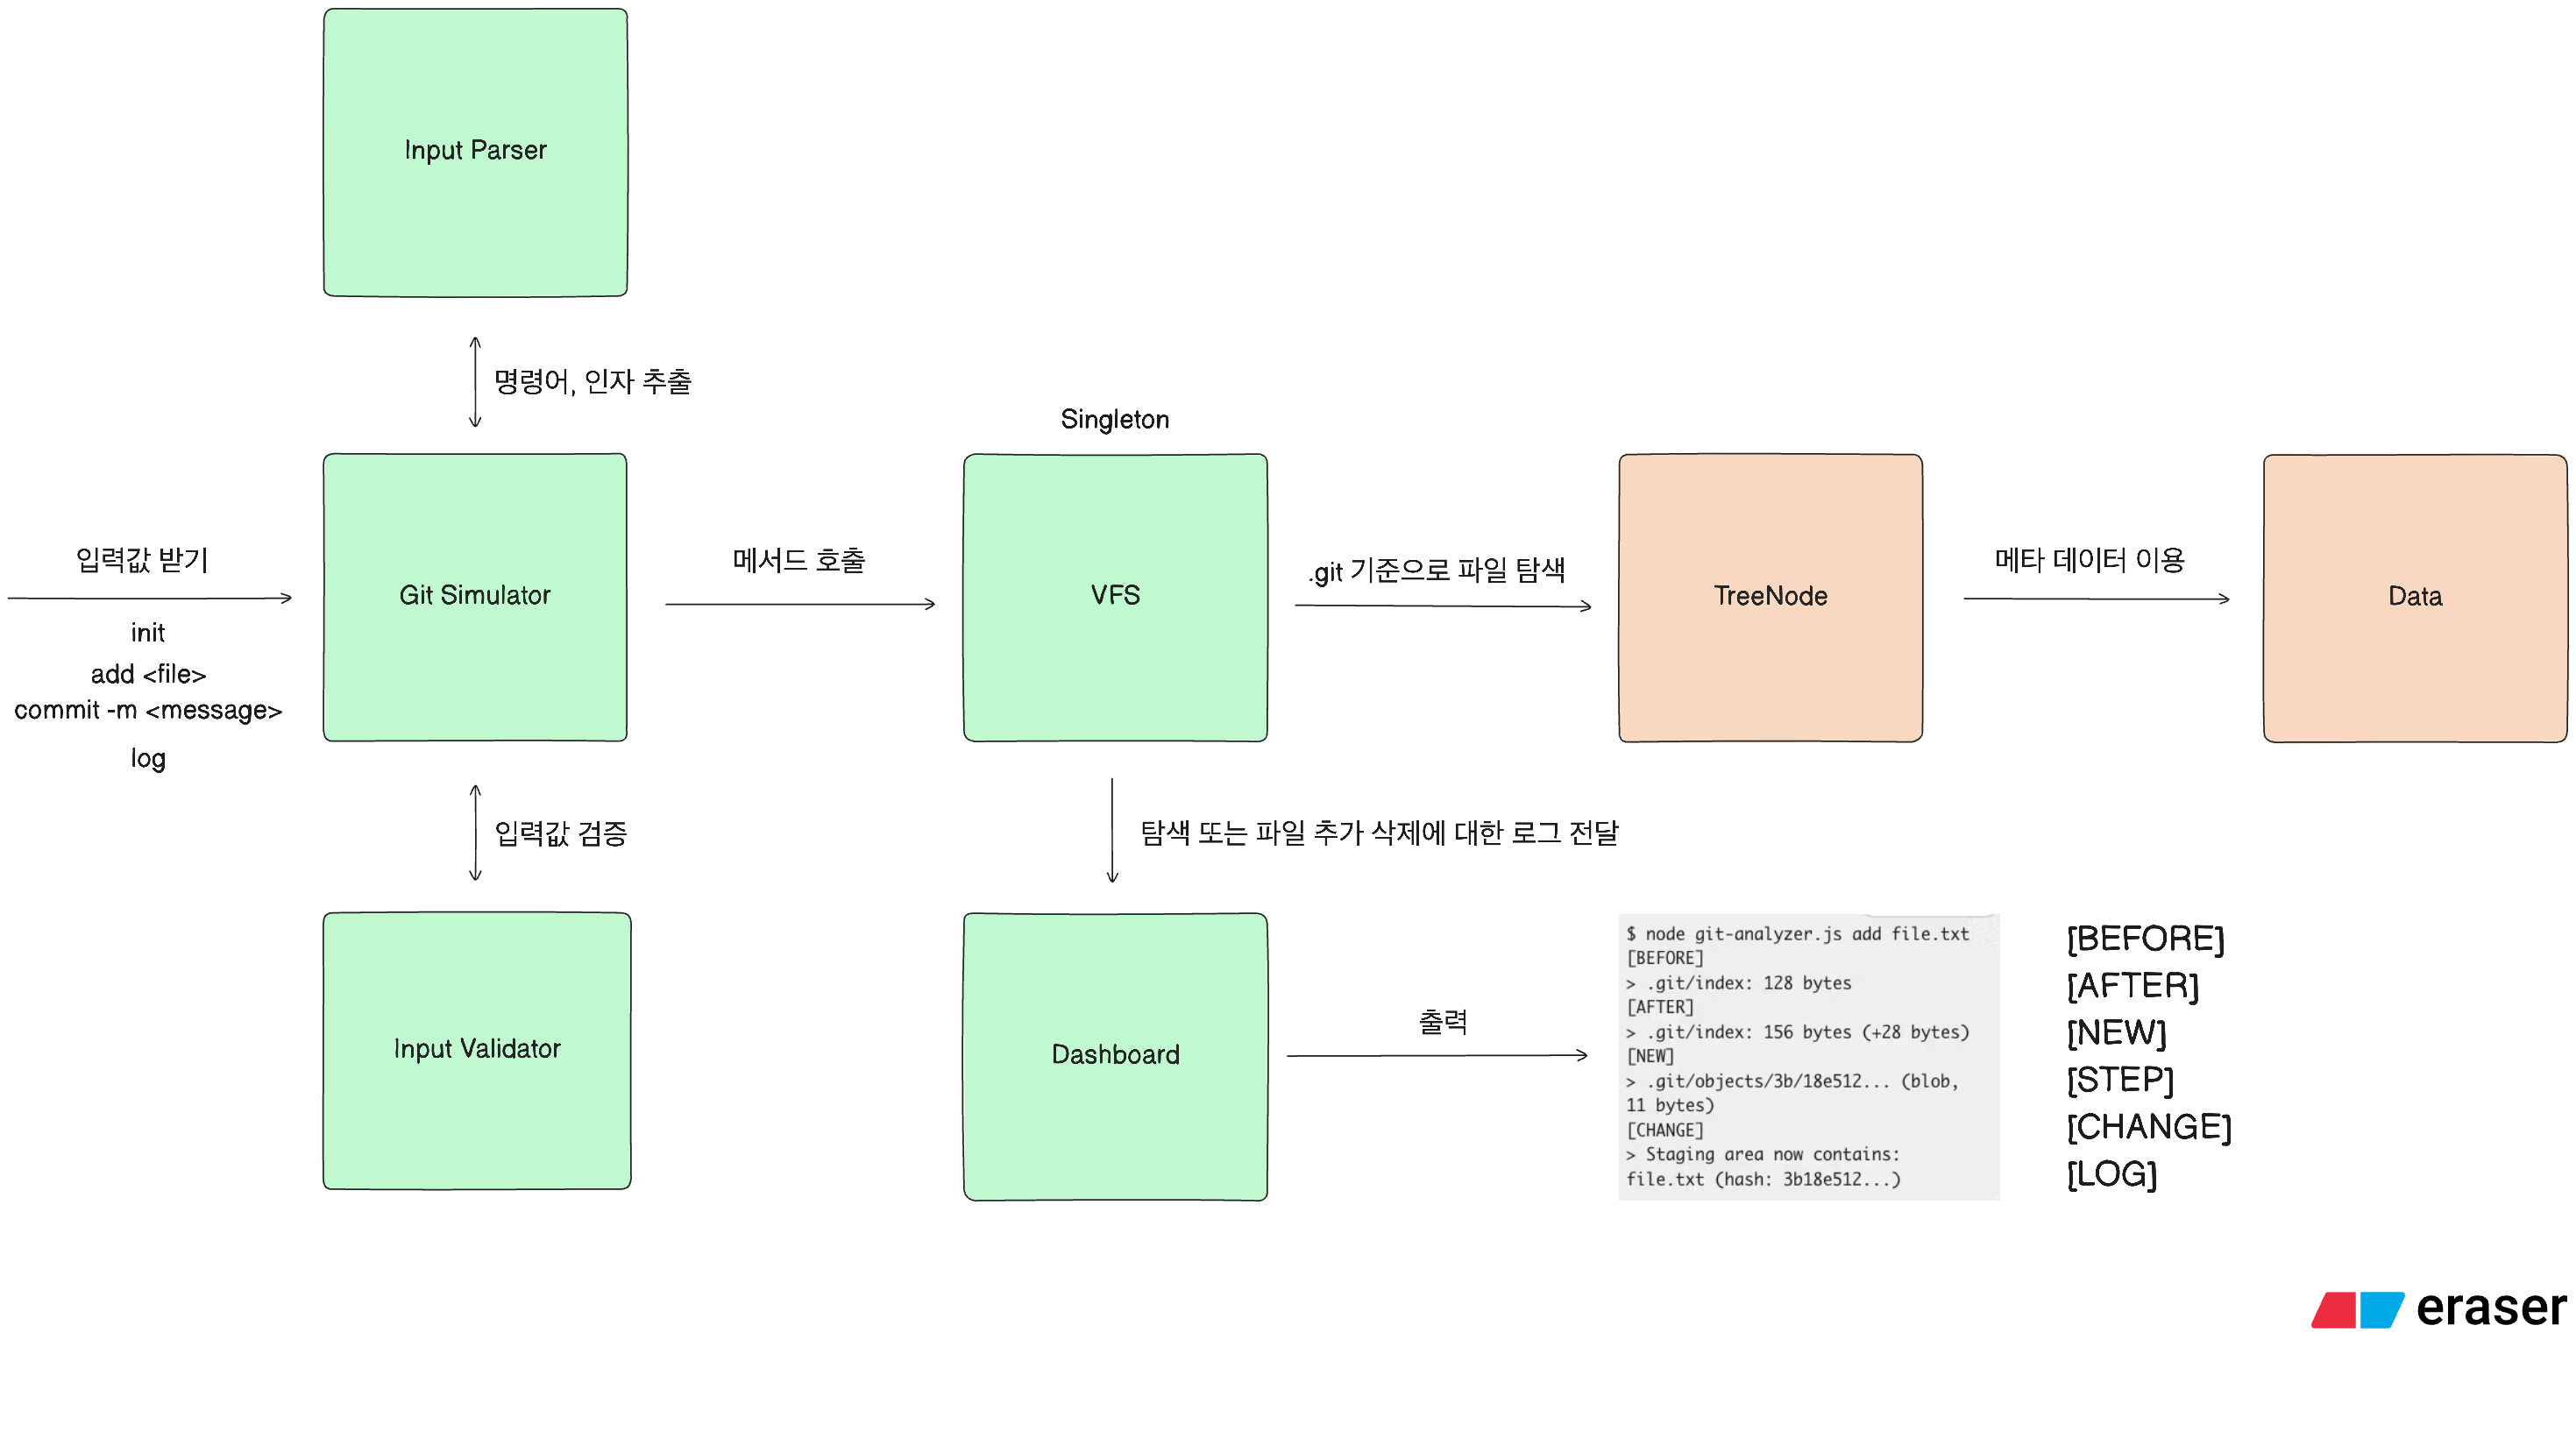 Input Parser
명령어, 인자 추출
Singleton
입력값 받기
init
add <file>
commit -m <message>
log
Git Simulator
메서드 호출
VFS
.git 기준으로 파일 탐색
TreeNode
메타 데이터 이용
Data
입력값 검증
탐색 또는 파일 추가 삭제에 대한 로그 전달
Input Validator
Dashboard
출력
$ node git-analyzer.js add file.txt
[BEFORE]
> .git/index: 128 bytes
[AFTER]
> .git/index: 156 bytes (+28 bytes)
[NEW]
> .git/objects/3b/18e512... (blob,
11 bytes)
[CHANGE]
> Staging area now contains:
file.txt (hash: 3b18e512...)
[BEFORE]
[AFTER]
[NEW]
[STEP]
[CHANGE]
[LOG]
eraser